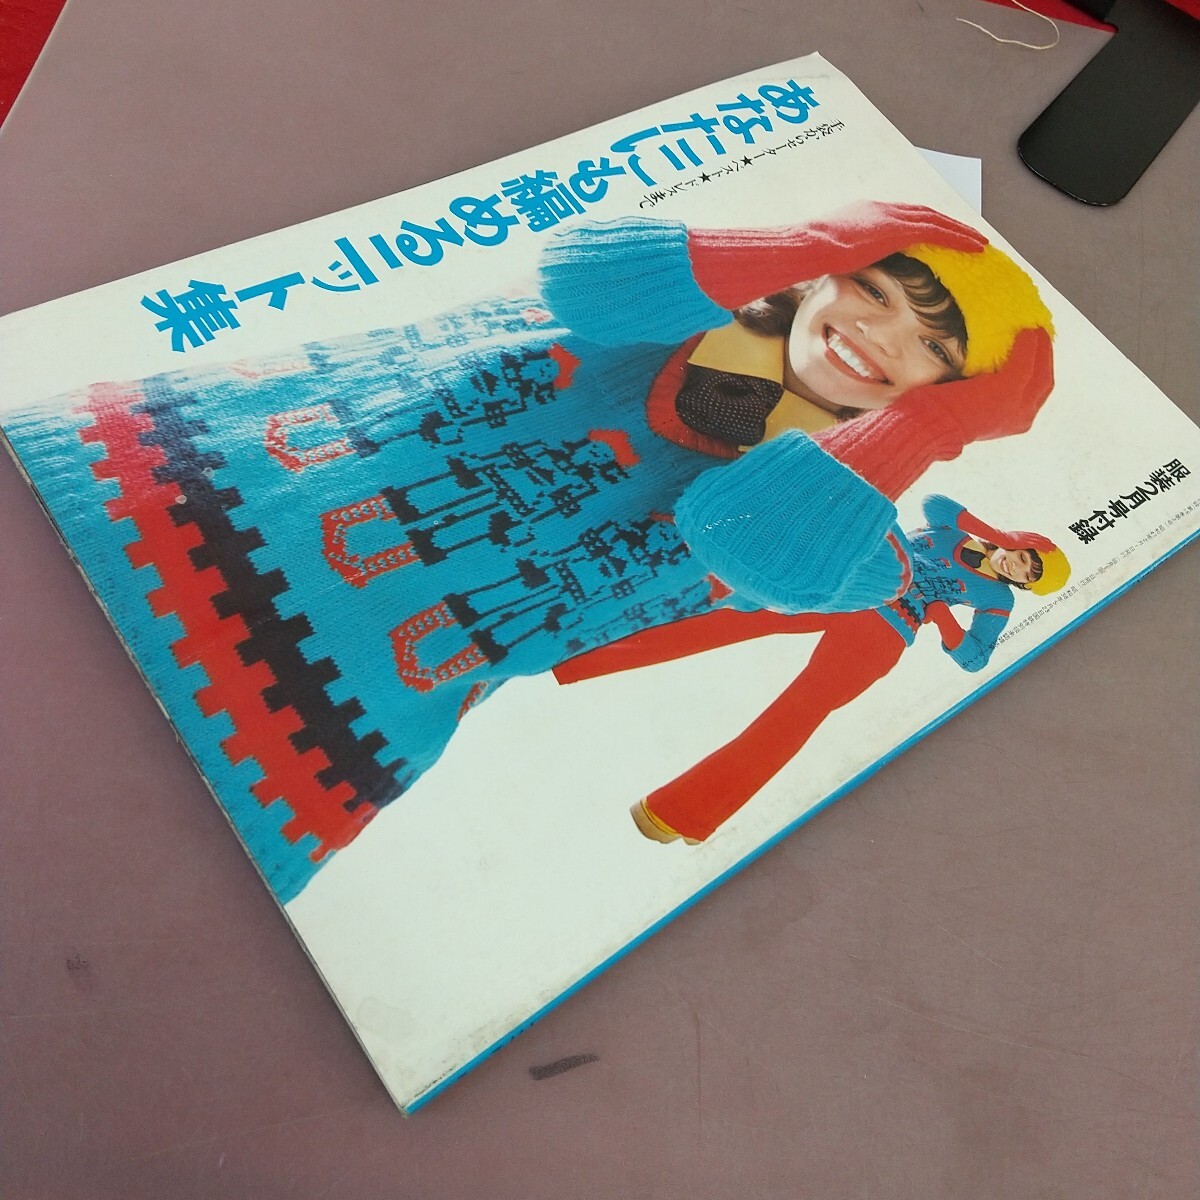 あなたにも編めるニット集
手袋からセーター★ベスト★ドレスまで
服装2月号付録